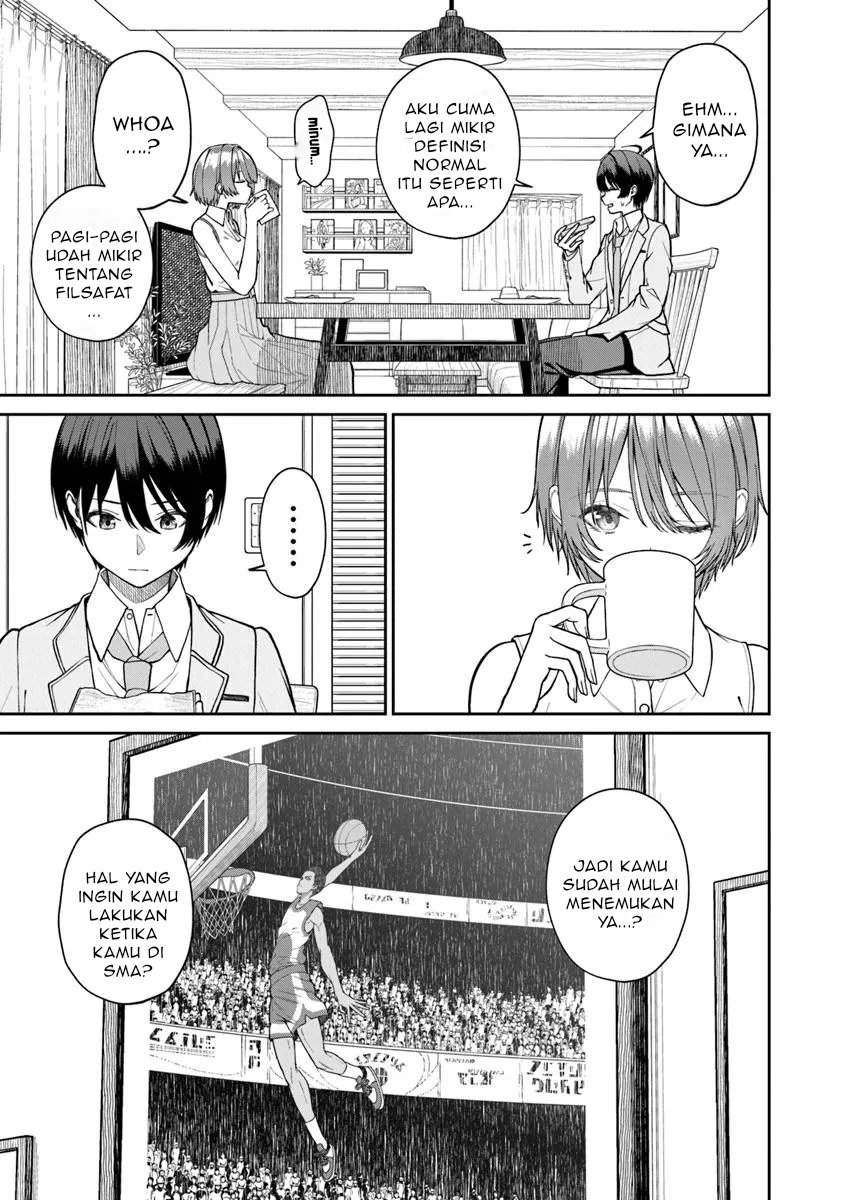 EHM...
GIMANA
YA...
AKU CUMA
LAGI MIKIR
DEFINISI
NORMAL
ITU SEPERTI
APA...
minum...
WHOA
....?
PAGI-PAGI
UDAH MIKIR
TENTANG
FILSAFAT
...
JADI KAMU
SUDAH MULAI
MENEMUKAN
YA...?
HAL YANG
INGIN KAMU
LAKUKAN
KETIKA
KAMU DI
SMA?